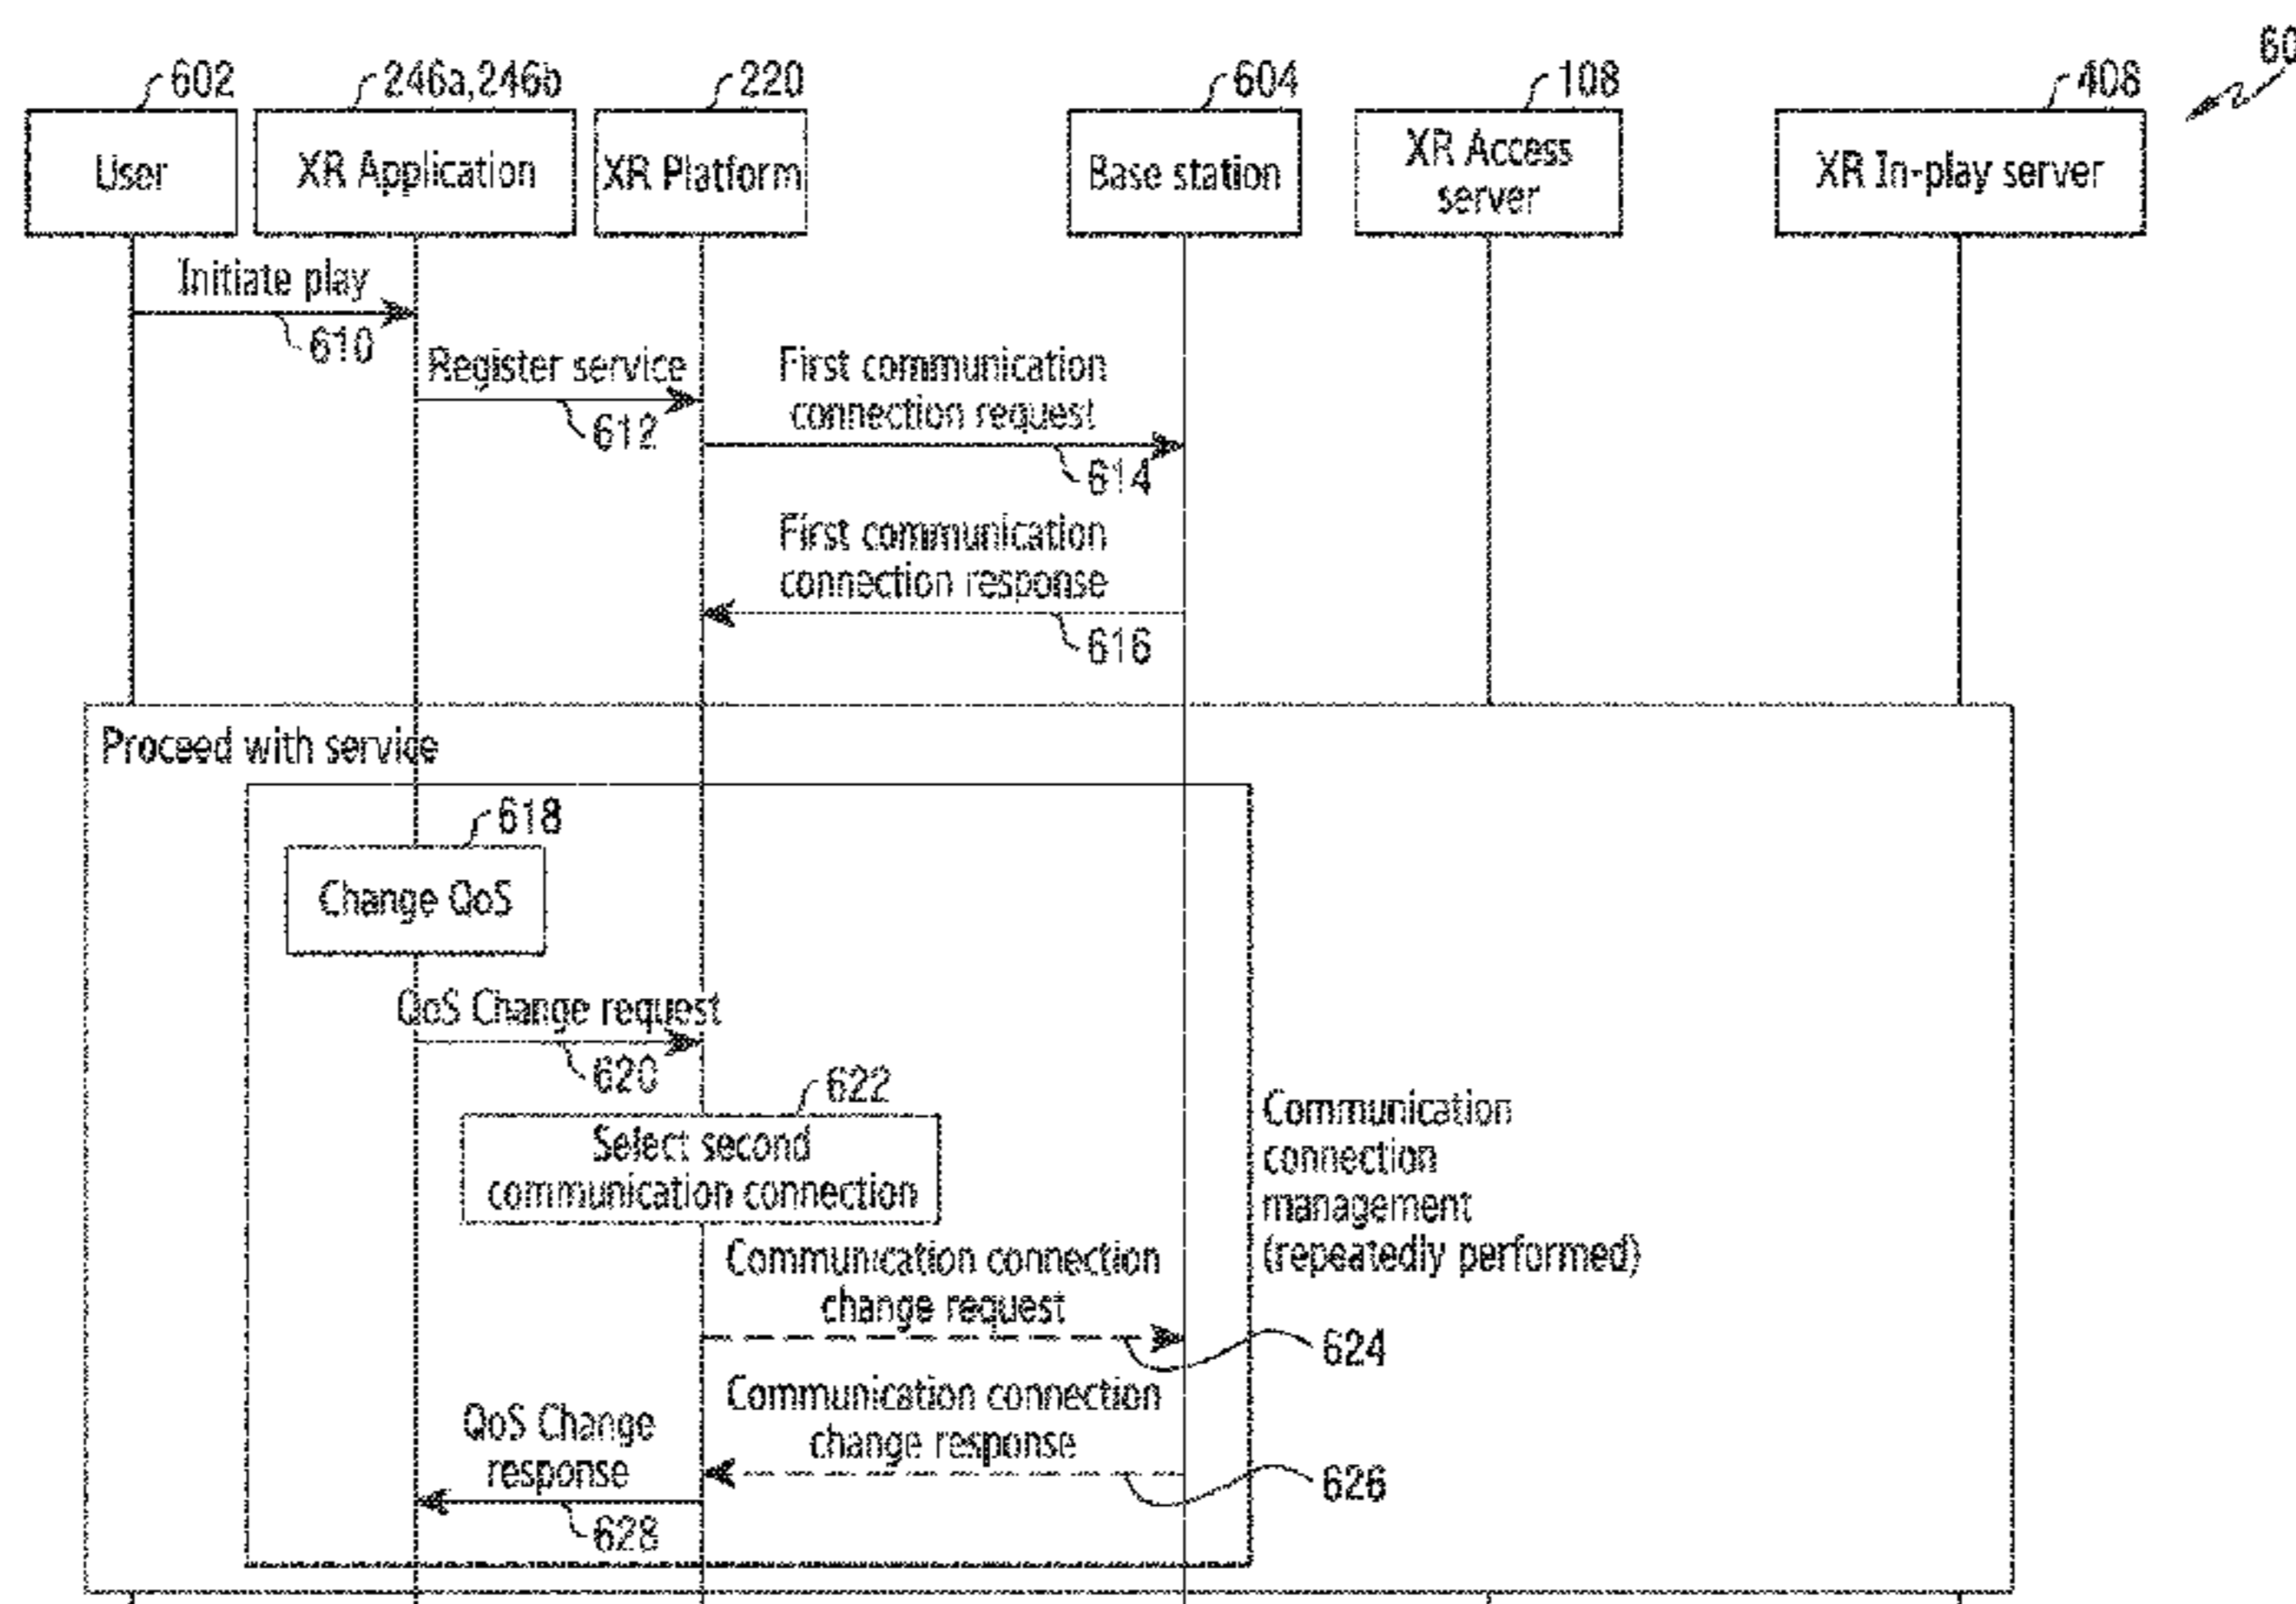 60
602
246a,246b
220
604
108
408
User
XR Application
XR Platform
Base station
XR Access
server
XR In-play server
Initiate play
610
Register service
612
First communication
connection request
614
First communication
connection response
616
Proceed with service
618
Change QoS
QoS Change request
620
622
Select second
communication connection
Communication
connection
management
(repeatedly performed)
Communication connection
change request
624
Communication connection
change response
626
QoS Change
response
628